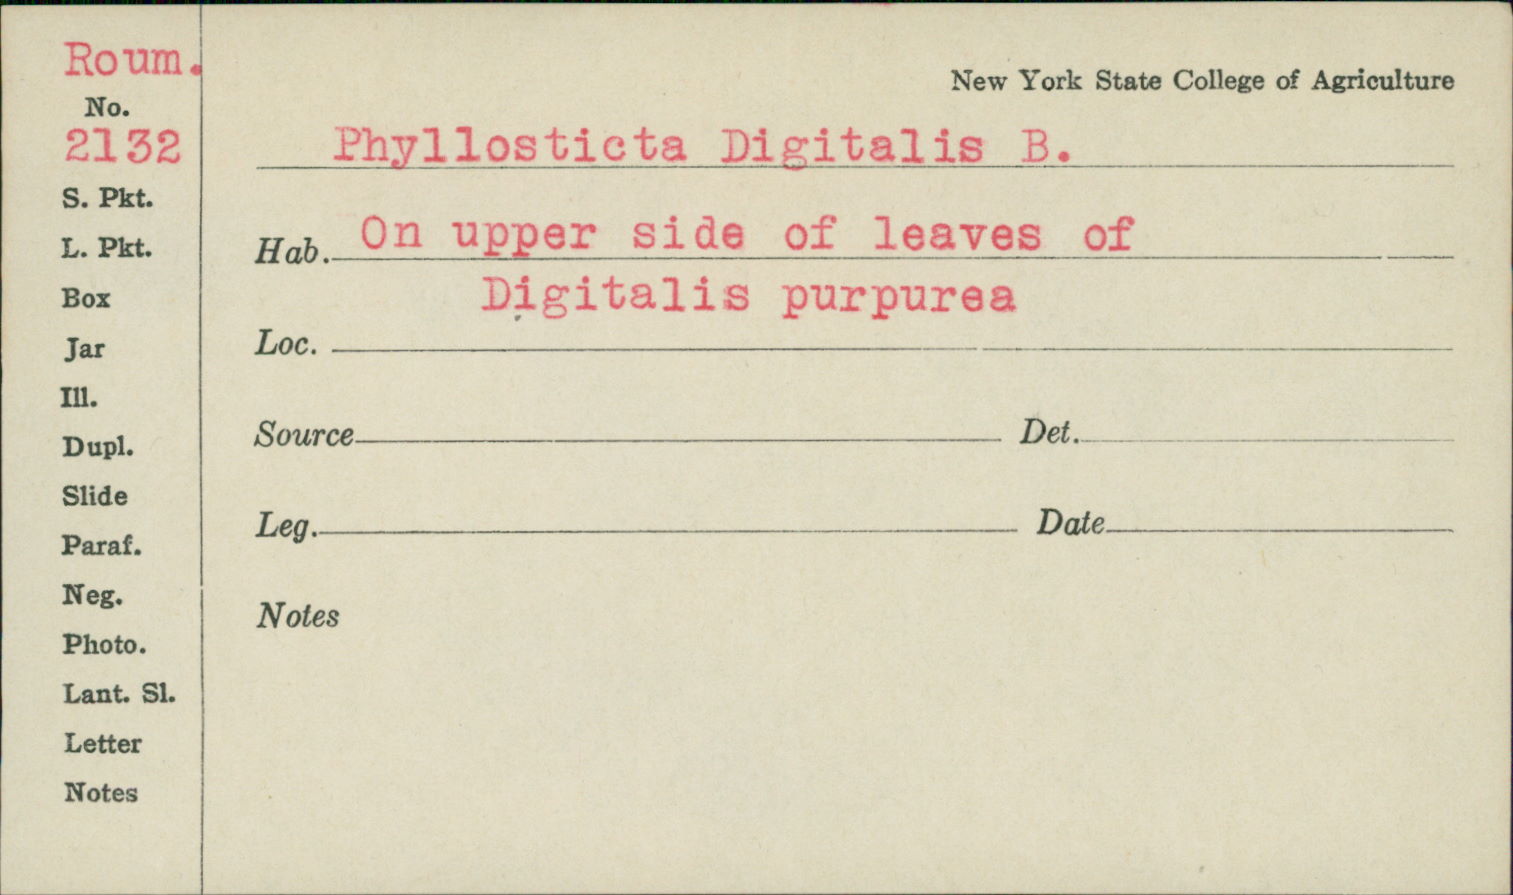 Roum.
No.
2132
S. Pkt.
L. Pkt.
Box
Jar
Ill.
Dupl.
Slide
Paraf.
Neg.
Photo.
Lant. Sl.
Letter
Notes
New York State College of Agriculture
Phyllosticta Digitalis B.
Hab. On upper side of leaves of
Digitalis purpurea
Loc.
Source Det.
Leg. Date
Notes